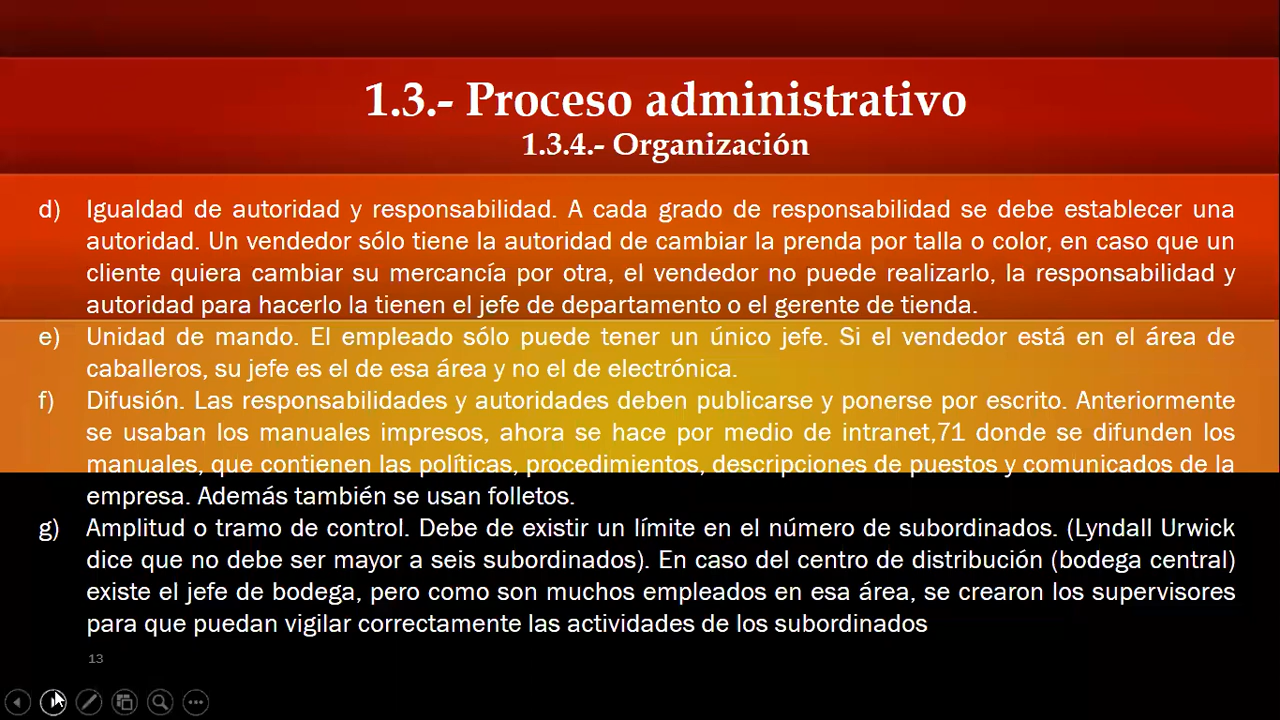 1.3.- Proceso administrativo
1.3.4.- Organización
d) Igualdad de autoridad y responsabilidad. A cada grado de responsabilidad se debe establecer una
autoridad. Un vendedor sólo tiene la autoridad de cambiar la prenda por talla o color, en caso que un
cliente quiera cambiar su mercancía por otra, el vendedor no puede realizarlo, la responsabilidad y
autoridad para hacerlo la tienen el jefe de departamento o el gerente de tienda.
e) Unidad de mando. El empleado sólo puede tener un único jefe. Si el vendedor está en el área de
caballeros, su jefe es el de esa área y no el de electrónica.
f) Difusión. Las responsabilidades y autoridades deben publicarse y ponerse por escrito. Anteriormente
se usaban los manuales impresos, ahora se hace por medio de intranet,71 donde se difunden los
manuales, que contienen las políticas, procedimientos, descripciones de puestos y comunicados de la
empresa. Además también se usan folletos.
g) Amplitud o tramo de control. Debe de existir un límite en el número de subordinados. (Lyndall Urwick
dice que no debe ser mayor a seis subordinados). En caso del centro de distribución (bodega central)
existe el jefe de bodega, pero como son muchos empleados en esa área, se crearon los supervisores
para que puedan vigilar correctamente las actividades de los subordinados
13